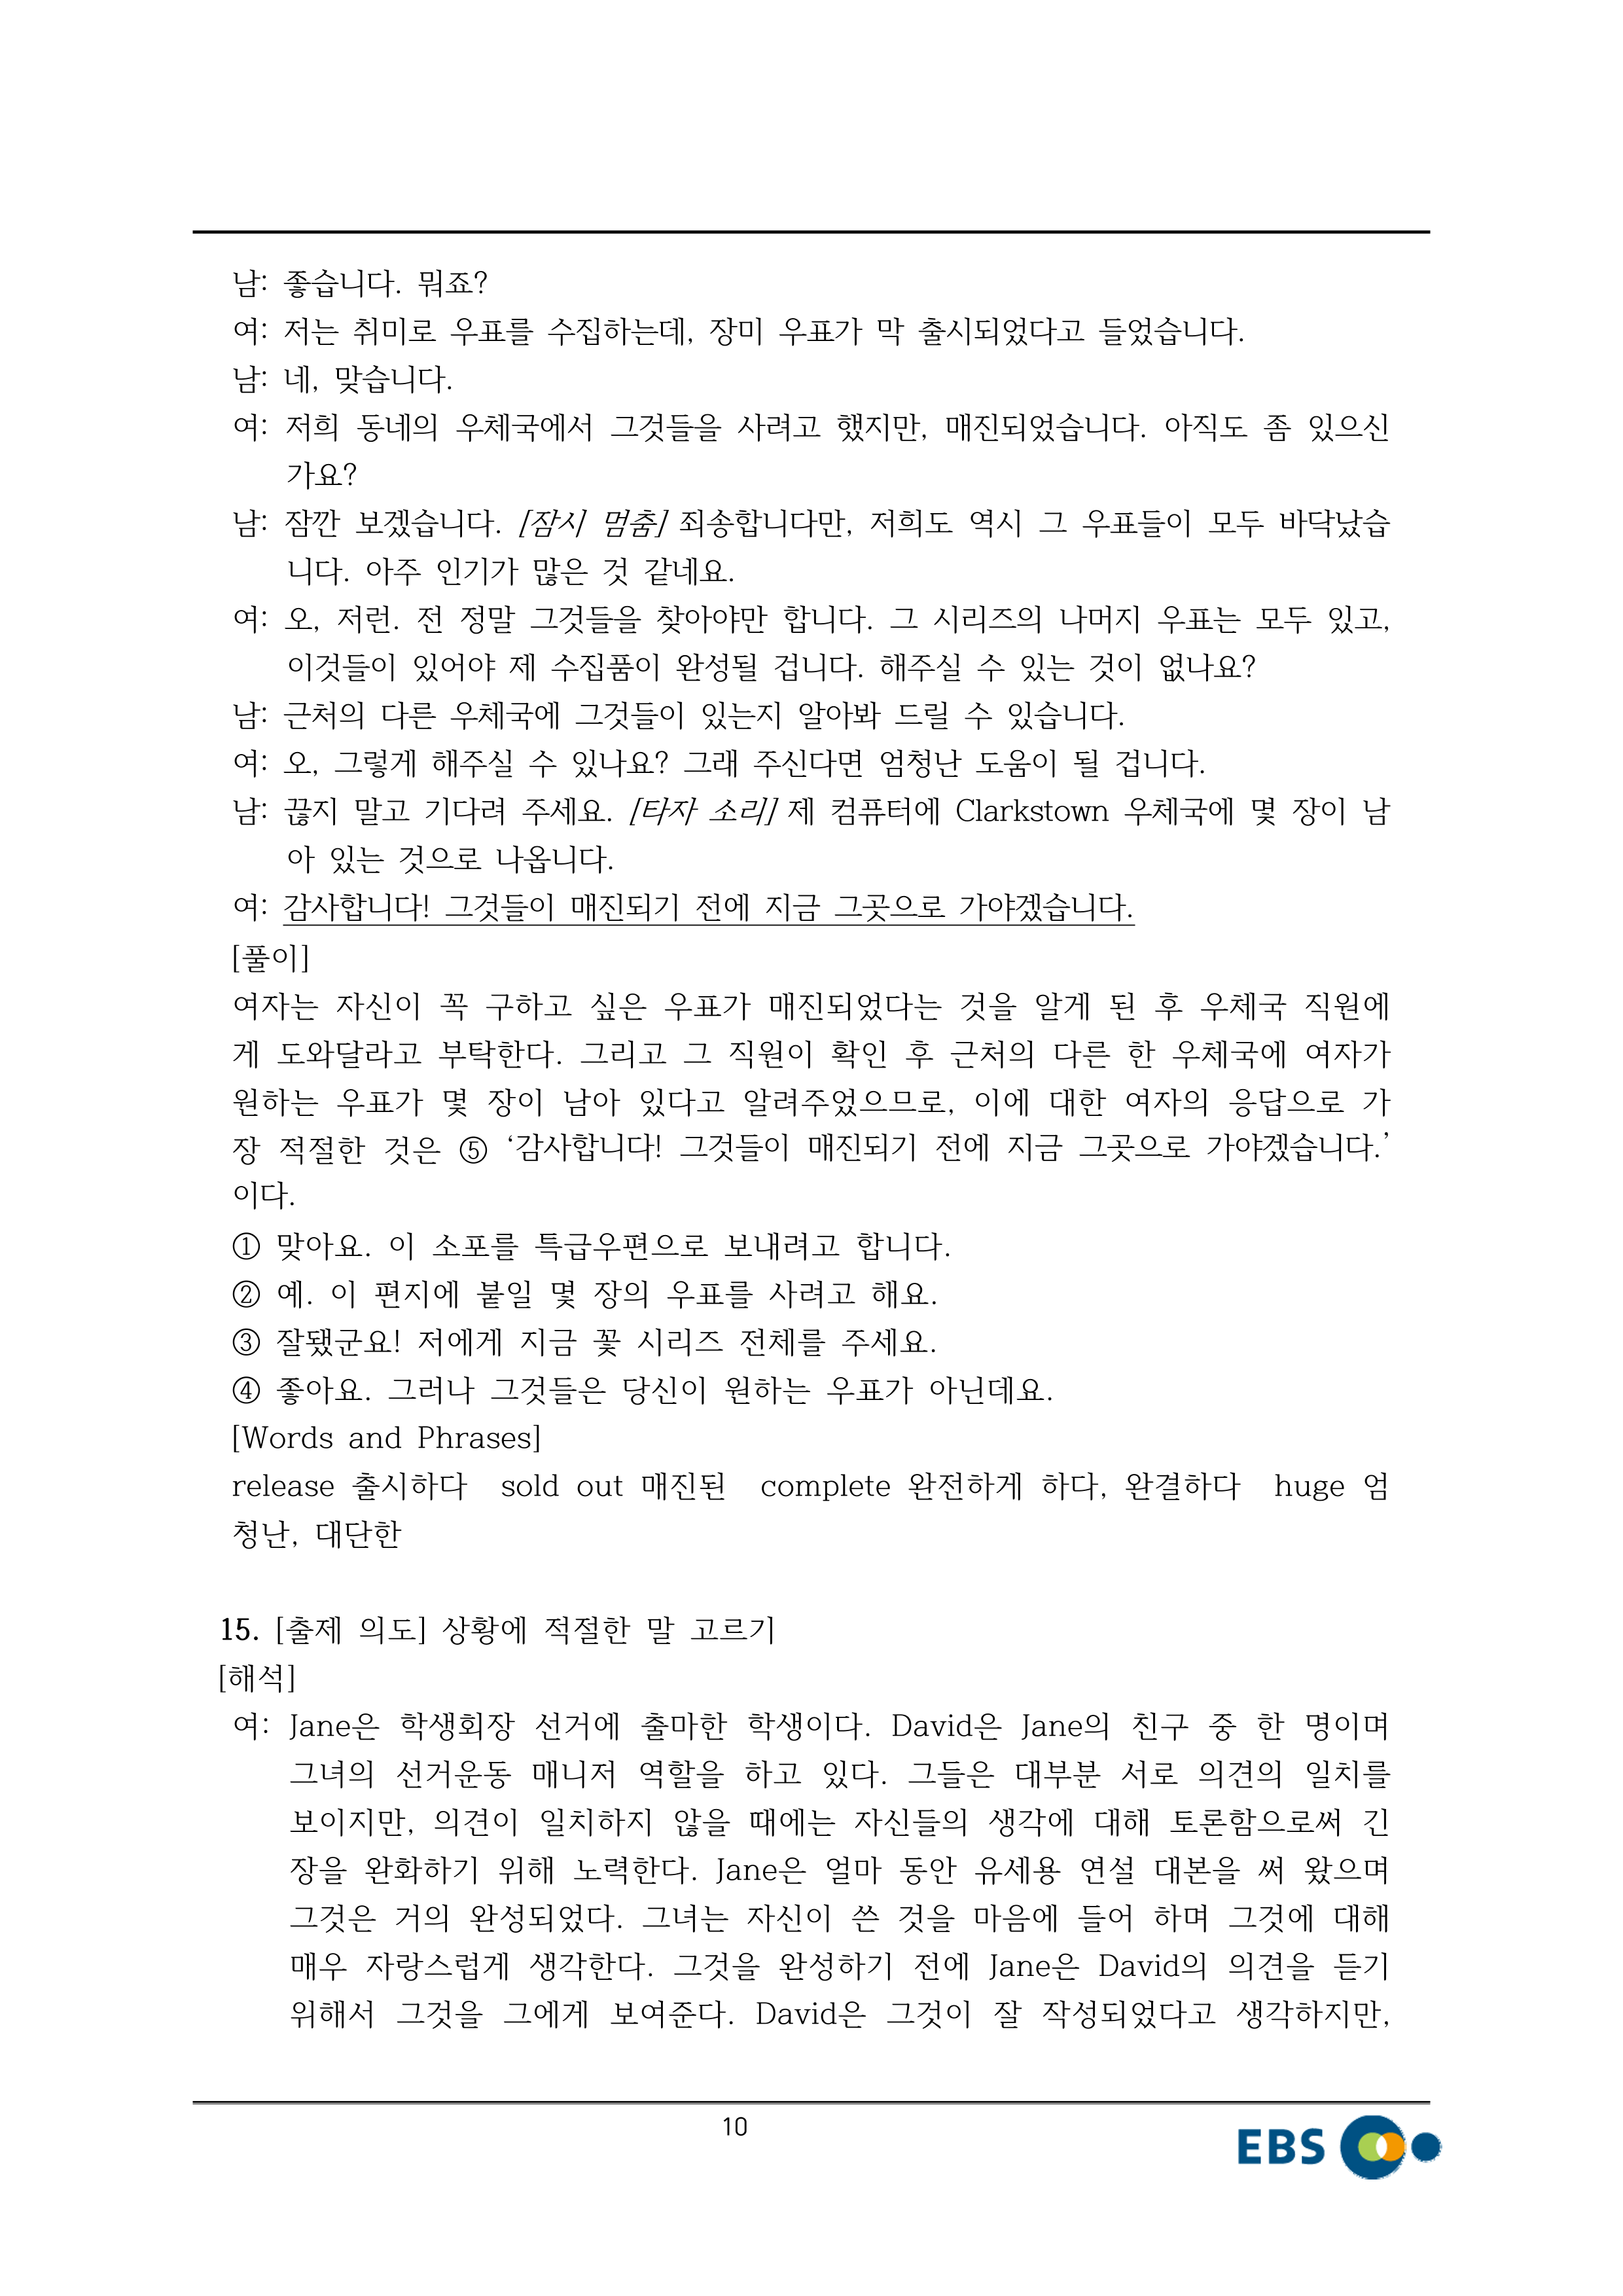 남: 좋습니다. 뭐죠?
여: 저는 취미로 우표를 수집하는데, 장미 우표가 막 출시되었다고 들었습니다.
남: 네, 맞습니다.
여: 저희 동네의 우체국에서 그것들을 사려고 했지만, 매진되었습니다. 아직도 좀 있으신
가요?
남: 잠깐 보겠습니다. [잠시 멈춤] 죄송합니다만, 저희도 역시 그 우표들이 모두 바닥났습
니다. 아주 인기가 많은 것 같네요.
여: 오, 저런. 전 정말 그것들을 찾아야만 합니다. 그 시리즈의 나머지 우표는 모두 있고,
이것들이 있어야 제 수집품이 완성될 겁니다. 해주실 수 있는 것이 없나요?
남: 근처의 다른 우체국에 그것들이 있는지 알아봐 드릴 수 있습니다.
여: 오, 그렇게 해주실 수 있나요? 그래 주신다면 엄청난 도움이 될 겁니다.
남: 끊지 말고 기다려 주세요. [타자 소리] 제 컴퓨터에 Clarkstown 우체국에 몇 장이 남
아 있는 것으로 나옵니다.
여: 감사합니다! 그것들이 매진되기 전에 지금 그곳으로 가야겠습니다.
[풀이]
여자는 자신이 꼭 구하고 싶은 우표가 매진되었다는 것을 알게 된 후 우체국 직원에
게 도와달라고 부탁한다. 그리고 그 직원이 확인 후 근처의 다른 한 우체국에 여자가
원하는 우표가 몇 장이 남아 있다고 알려주었으므로, 이에 대한 여자의 응답으로 가
장 적절한 것은 ⑤ ‘감사합니다! 그것들이 매진되기 전에 지금 그곳으로 가야겠습니다.’
이다.
① 맞아요. 이 소포를 특급우편으로 보내려고 합니다.
② 예. 이 편지에 붙일 몇 장의 우표를 사려고 해요.
③ 잘됐군요! 저에게 지금 꽃 시리즈 전체를 주세요.
④ 좋아요. 그러나 그것들은 당신이 원하는 우표가 아닌데요.
[Words and Phrases]
release 출시하다 sold out 매진된 complete 완전하게 하다, 완결하다 huge 엄
청난, 대단한
15. [출제 의도] 상황에 적절한 말 고르기
[해석]
여: Jane은 학생회장 선거에 출마한 학생이다. David은 Jane의 친구 중 한 명이며
그녀의 선거운동 매니저 역할을 하고 있다. 그들은 대부분 서로 의견의 일치를
보이지만, 의견이 일치하지 않을 때에는 자신들의 생각에 대해 토론함으로써 긴
장을 완화하기 위해 노력한다. Jane은 얼마 동안 유세용 연설 대본을 써 왔으며
그것은 거의 완성되었다. 그녀는 자신이 쓴 것을 마음에 들어 하며 그것에 대해
매우 자랑스럽게 생각한다. 그것을 완성하기 전에 Jane은 David의 의견을 듣기
위해서 그것을 그에게 보여준다. David은 그것이 잘 작성되었다고 생각하지만,
10
EBS